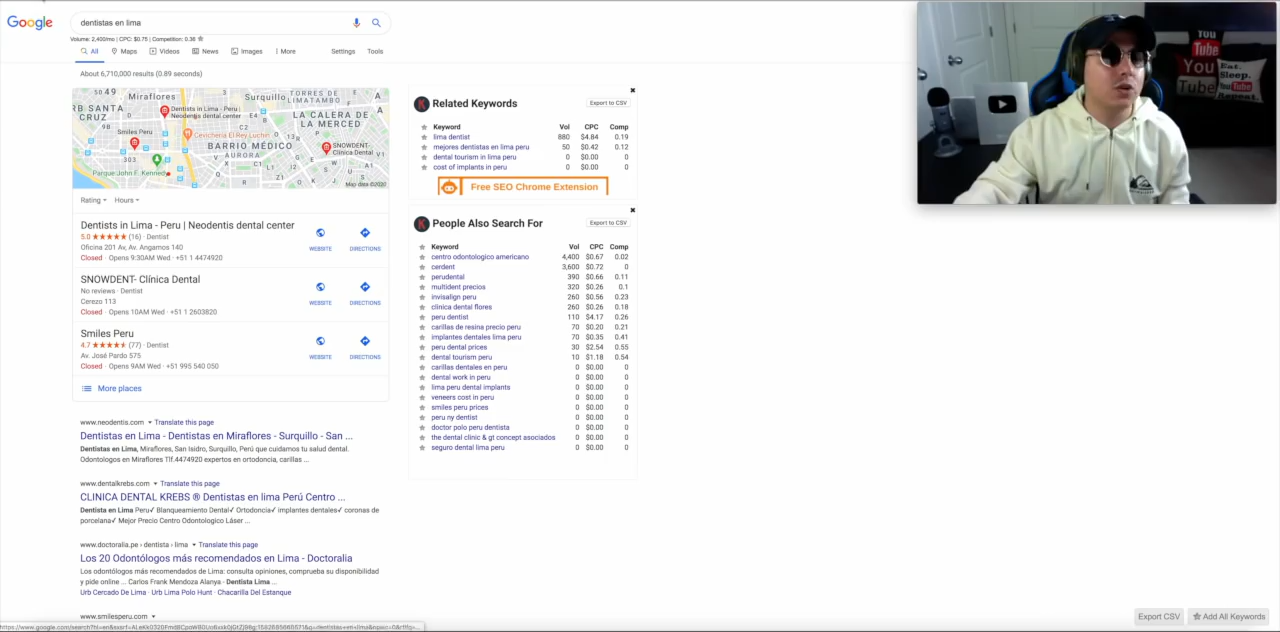 Google
dentistas en lima
Volume: 2,400/mo | CPC: $0.75 | Competition: 0.36
All Maps Videos News Images More Settings Tools
About 6,710,000 results (0.89 seconds)
Miraflores
Surquillo
TORRES DE LIMATAMBO
RB SANTA CRUZ
Dentists in Lima - Peru | Neodentis dental center
LA CALERA DE LA MERCED
Smiles Peru
Cevicheria El Rey Luchin
BARRIO MÉDICO
AURORA
SNOWDENT- Clínica Dental
Parque John F. Kennedy
Map data ©2020
Rating Hours
Dentists in Lima - Peru | Neodentis dental center
5.0 (16) · Dentist
Oficina 201 Av, Av. Angamos 140
Closed · Opens 9:30AM Wed · +51 1 4474920
WEBSITE DIRECTIONS
SNOWDENT- Clínica Dental
No reviews · Dentist
Cerezo 113
Closed · Opens 10AM Wed · +51 1 2603820
WEBSITE DIRECTIONS
Smiles Peru
4.7 (77) · Dentist
Av. José Pardo 575
Closed · Opens 9AM Wed · +51 995 540 050
WEBSITE DIRECTIONS
More places
www.neodentis.com Translate this page
Dentistas en Lima - Dentistas en Miraflores - Surquillo - San ...
Dentistas en Lima, Miraflores, San Isidro, Surquillo, Perú que cuidamos tu salud dental.
Odontologos en Miraflores Tlf.4474920 expertos en ortodoncia, carillas ...
www.dentalkrebs.com Translate this page
CLINICA DENTAL KREBS ® Dentistas en lima Perú Centro ...
Dentista en Lima Peru✓ Blanqueamiento Dental✓ Ortodoncia✓ implantes dentales✓ coronas de
porcelana✓ Mejor Precio Centro Odontologico Láser ...
www.doctoralia.pe › dentista › lima Translate this page
Los 20 Odontólogos más recomendados en Lima - Doctoralia
Los odontólogos más recomendados de Lima: consulta opiniones, comprueba su disponibilidad
y pide online ... Carlos Frank Mendoza Alanya - Dentista Lima ...
Urb Cercado De Lima · Urb Lima Polo Hunt · Chacarilla Del Estanque
www.smilesperu.com
Related Keywords Export to CSV
Keyword Vol CPC Comp
lima dentist 880 $4.84 0.19
mejores dentistas en lima peru 50 $0.42 0.12
dental tourism in lima peru 0 $0.00 0
cost of implants in peru 0 $0.00 0
Free SEO Chrome Extension
People Also Search For Export to CSV
Keyword Vol CPC Comp
centro odontologico americano 4,400 $0.67 0.02
cerdent 3,600 $0.72 0
perudental 390 $0.66 0.11
multident precios 320 $0.26 0.1
invisalign peru 260 $0.56 0.23
clinica dental flores 260 $0.26 0.18
peru dentist 110 $4.17 0.26
carillas de resina precio peru 70 $0.20 0.21
implantes dentales lima peru 70 $0.35 0.41
peru dental prices 30 $2.54 0.55
dental tourism peru 10 $1.18 0.54
carillas dentales en peru 0 $0.00 0
dental work in peru 0 $0.00 0
lima peru dental implants 0 $0.00 0
veneers cost in peru 0 $0.00 0
smiles peru prices 0 $0.00 0
peru ny dentist 0 $0.00 0
doctor polo peru dentista 0 $0.00 0
the dental clinic & gt concept asociados 0 $0.00 0
seguro dental lima peru 0 $0.00 0
You
Tube
You
Tube
Eat.
Sleep.
YouTube
Repeat.
Export CSV Add All Keywords